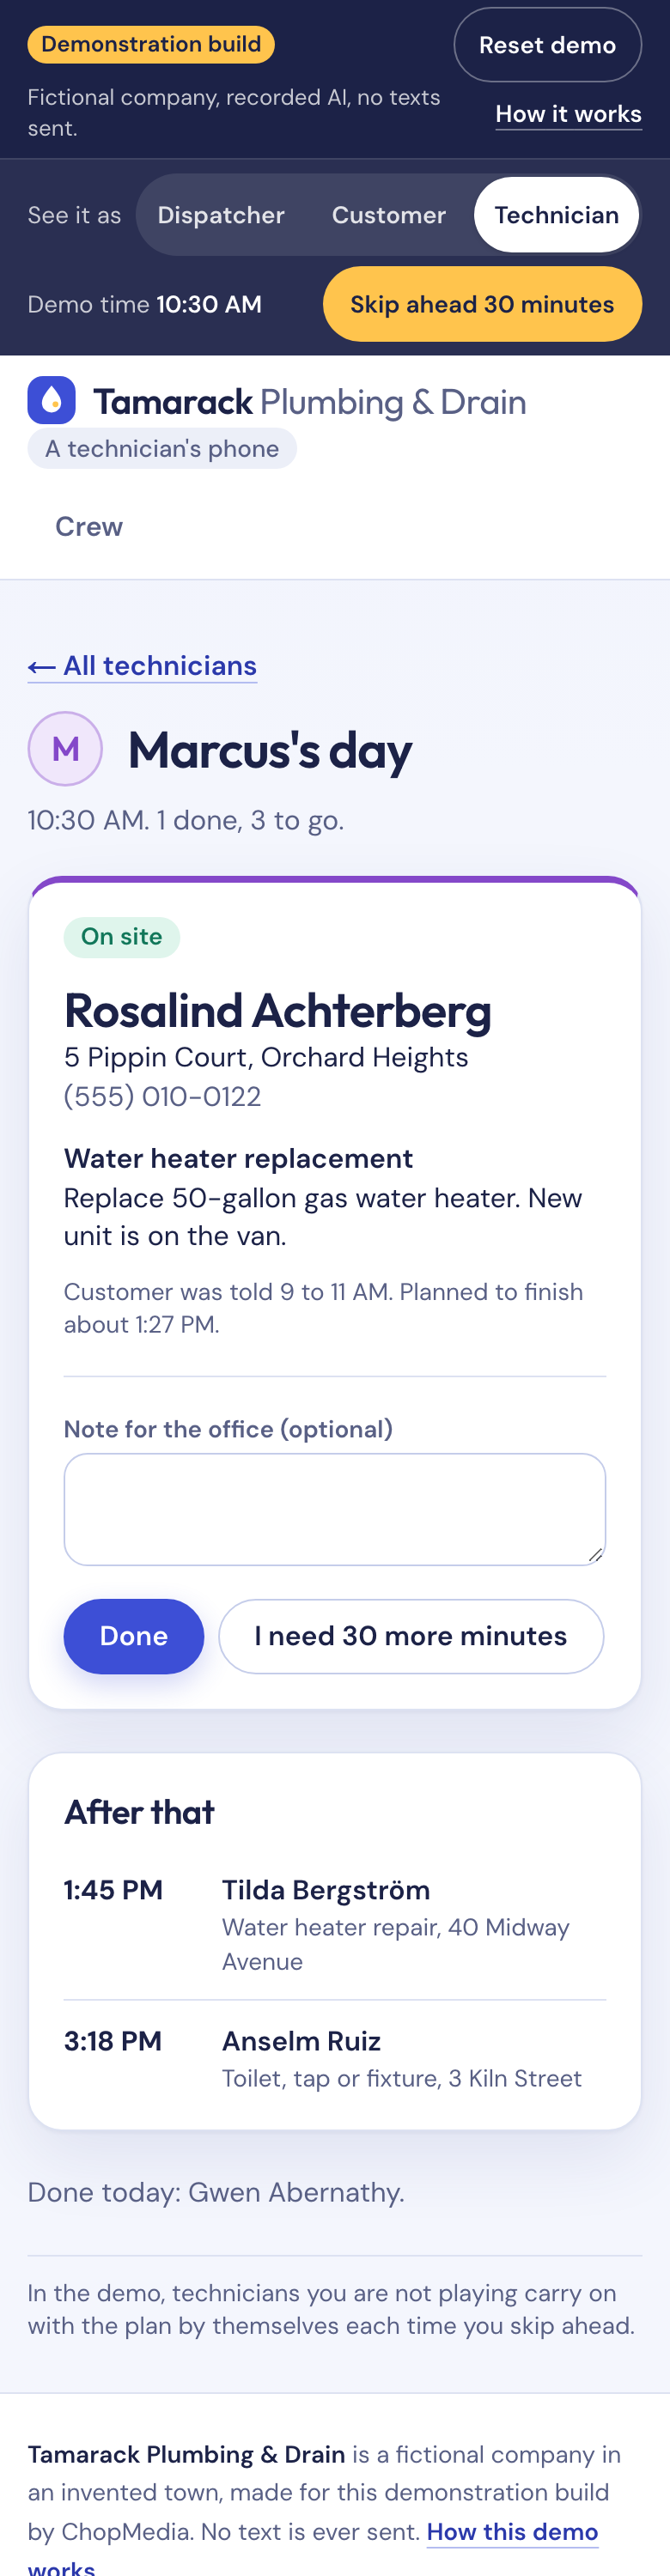 Demonstration build
Reset demo
Fictional company, recorded AI, no texts
sent.
How it works
See it as
Dispatcher
Customer
Technician
Demo time 10:30 AM
Skip ahead 30 minutes
Tamarack Plumbing & Drain
A technician's phone
Crew
← All technicians
M
Marcus's day
10:30 AM. 1 done, 3 to go.
On site
Rosalind Achterberg
5 Pippin Court, Orchard Heights
(555) 010-0122
Water heater replacement
Replace 50-gallon gas water heater. New
unit is on the van.
Customer was told 9 to 11 AM. Planned to finish
about 1:27 PM.
Note for the office (optional)
Done
I need 30 more minutes
After that
1:45 PM
Tilda Bergström
Water heater repair, 40 Midway
Avenue
3:18 PM
Anselm Ruiz
Toilet, tap or fixture, 3 Kiln Street
Done today: Gwen Abernathy.
In the demo, technicians you are not playing carry on
with the plan by themselves each time you skip ahead.
Tamarack Plumbing & Drain is a fictional company in
an invented town, made for this demonstration build
by ChopMedia. No text is ever sent. How this demo
works